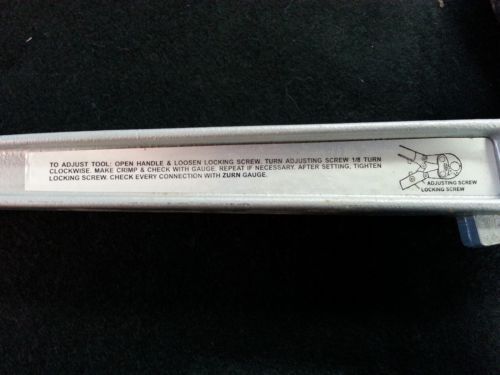 TO ADJUST TOOL: OPEN HANDLE & LOOSEN LOCKING SCREW. TURN ADJUSTING SCREW 1/8 TURN
CLOCKWISE. MAKE CRIMP & CHECK WITH GAUGE. REPEAT IF NECESSARY. AFTER SETTING, TIGHTEN
LOCKING SCREW. CHECK EVERY CONNECTION WITH ZURN GAUGE.
ADJUSTING SCREW
LOCKING SCREW